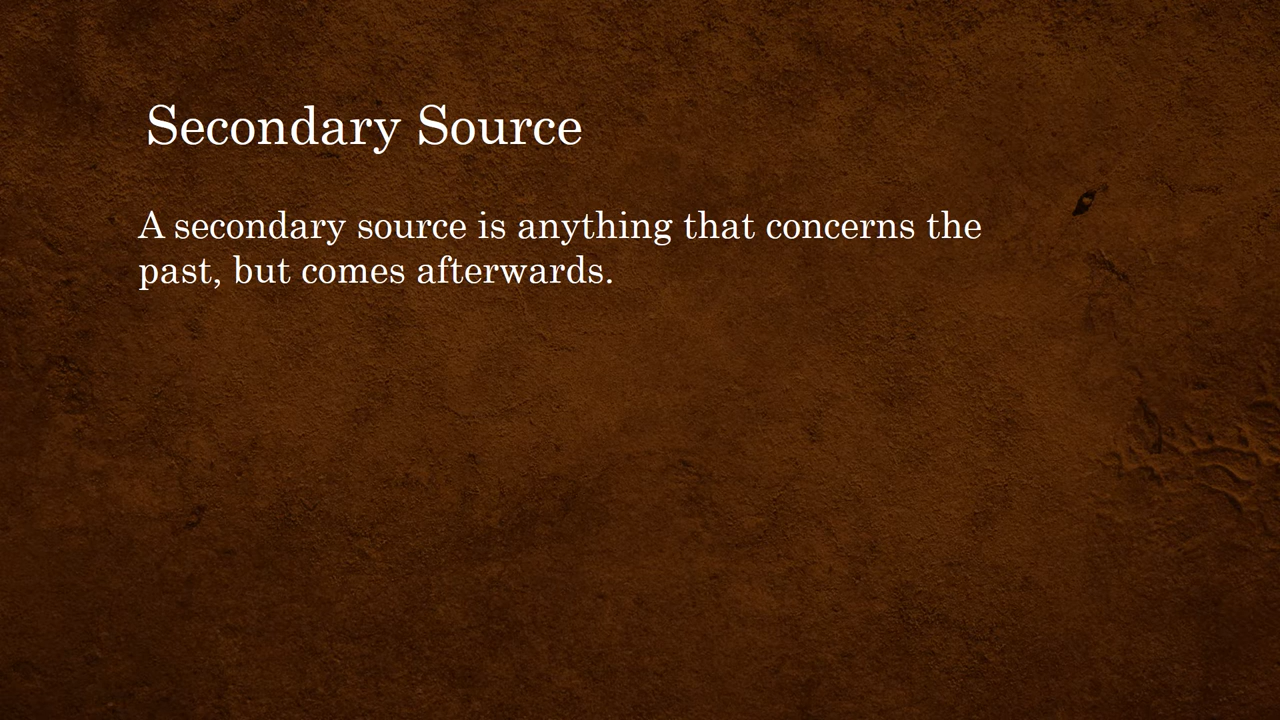 Secondary Source
A secondary source is anything that concerns the
past, but comes afterwards.